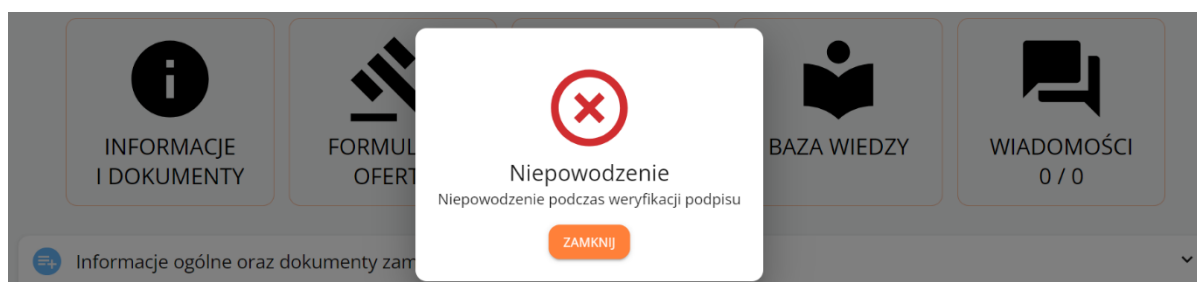 INFORMACJE
I DOKUMENTY
FORMUL
OFERT
Niepowodzenie
Niepowodzenie podczas weryfikacji podpisu
ZAMKNIJ
BAZA WIEDZY
WIADOMOŚCI
0 / 0
Informacje ogólne oraz dokumenty zam